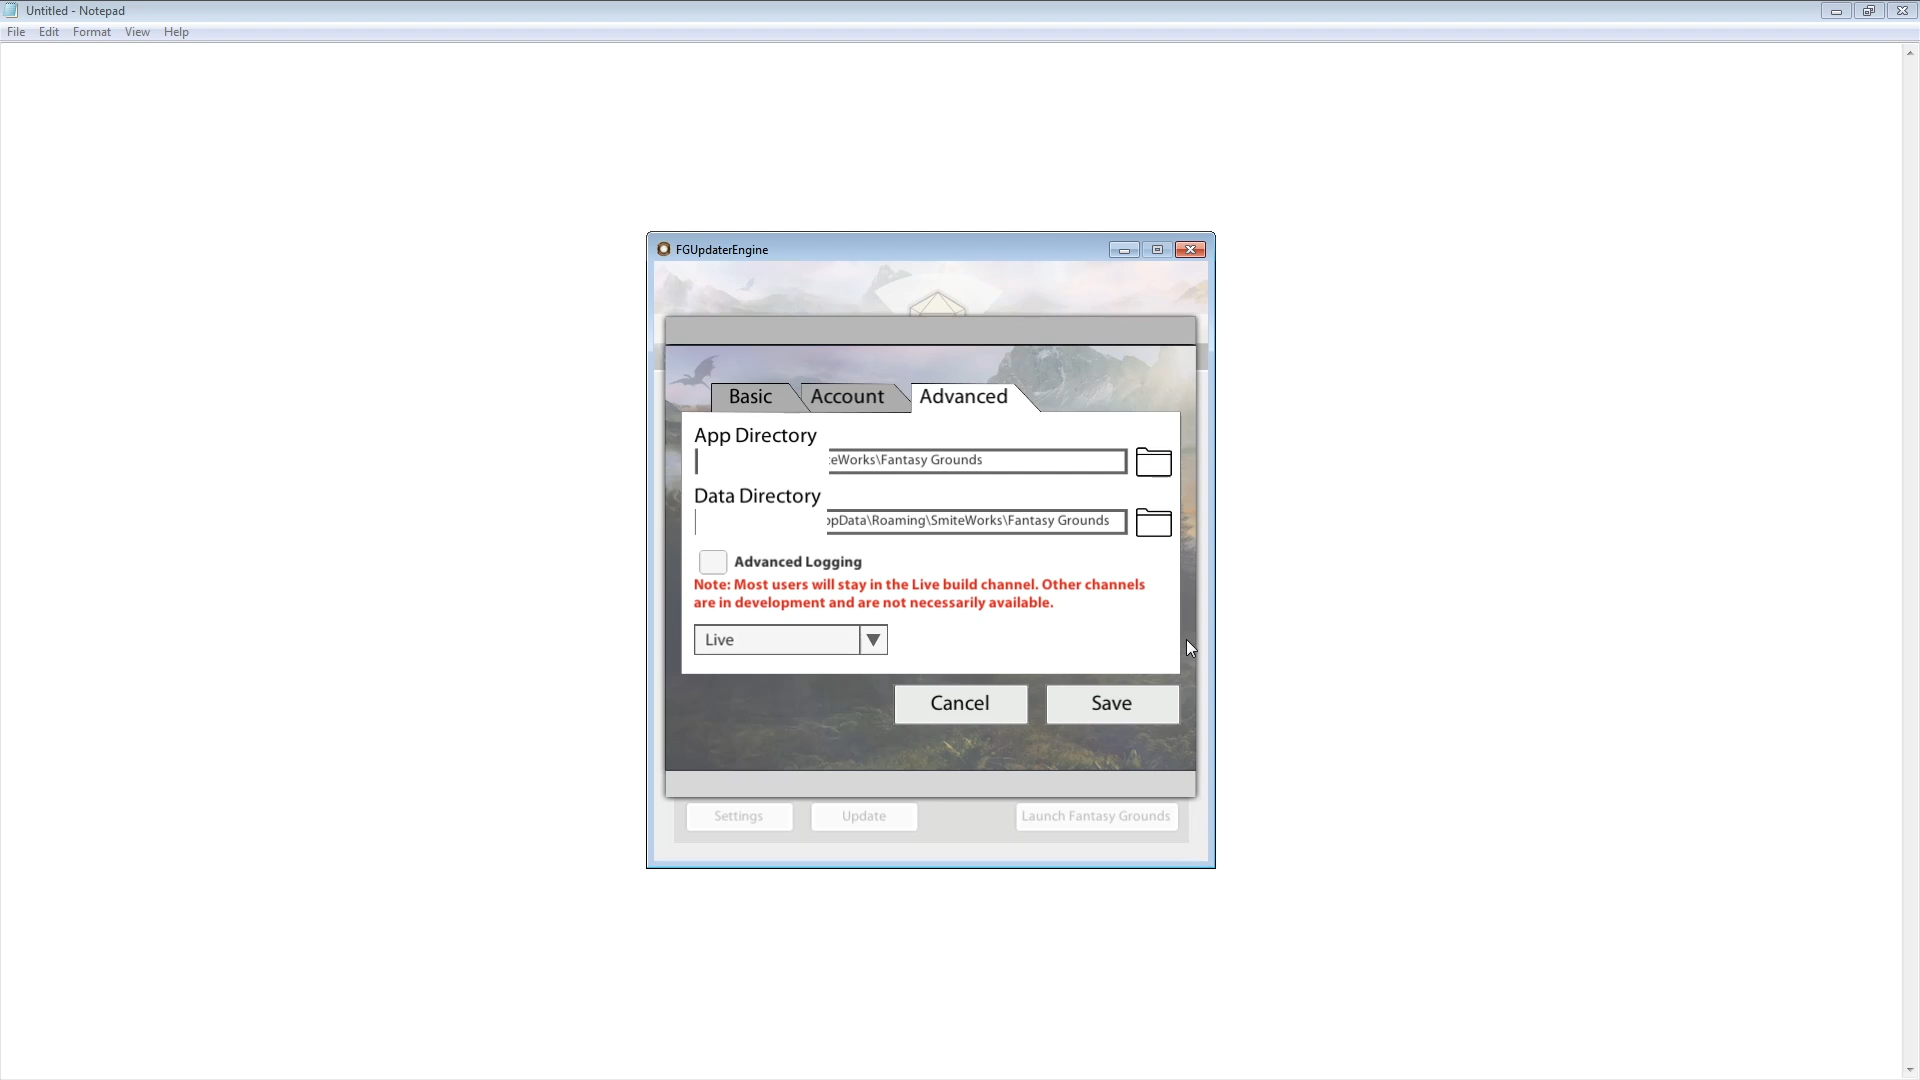 Untitled - Notepad
File Edit Format View Help
FGUpdaterEngine
Basic Account Advanced
App Directory
teWorks\Fantasy Grounds
Data Directory
ppData\Roaming\SmiteWorks\Fantasy Grounds
Advanced Logging
Note: Most users will stay in the Live build channel. Other channels
are in development and are not necessarily available.
Live
Cancel Save
Settings Update Launch Fantasy Grounds